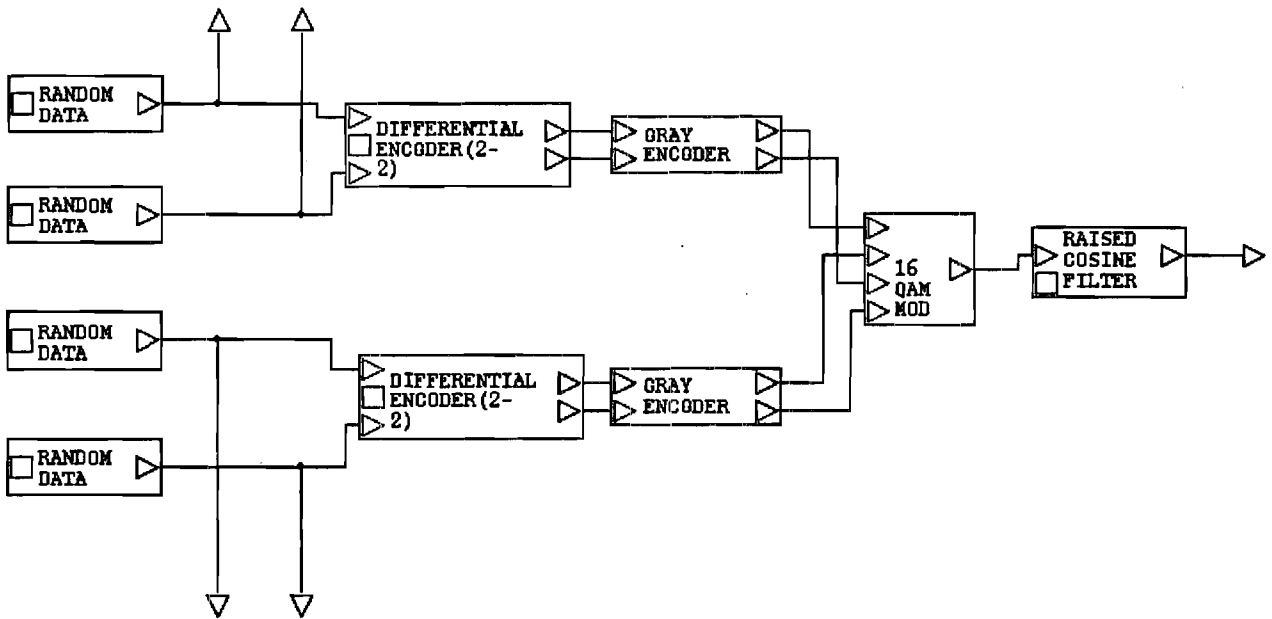 RANDOM
DATA
RANDOM
DATA
DIFFERENTIAL
ENCODER(2-
2)
GRAY
ENCODER
RANDOM
DATA
RANDOM
DATA
DIFFERENTIAL
ENCODER(2-
2)
GRAY
ENCODER
16
QAM
MOD
RAISED
COSINE
FILTER